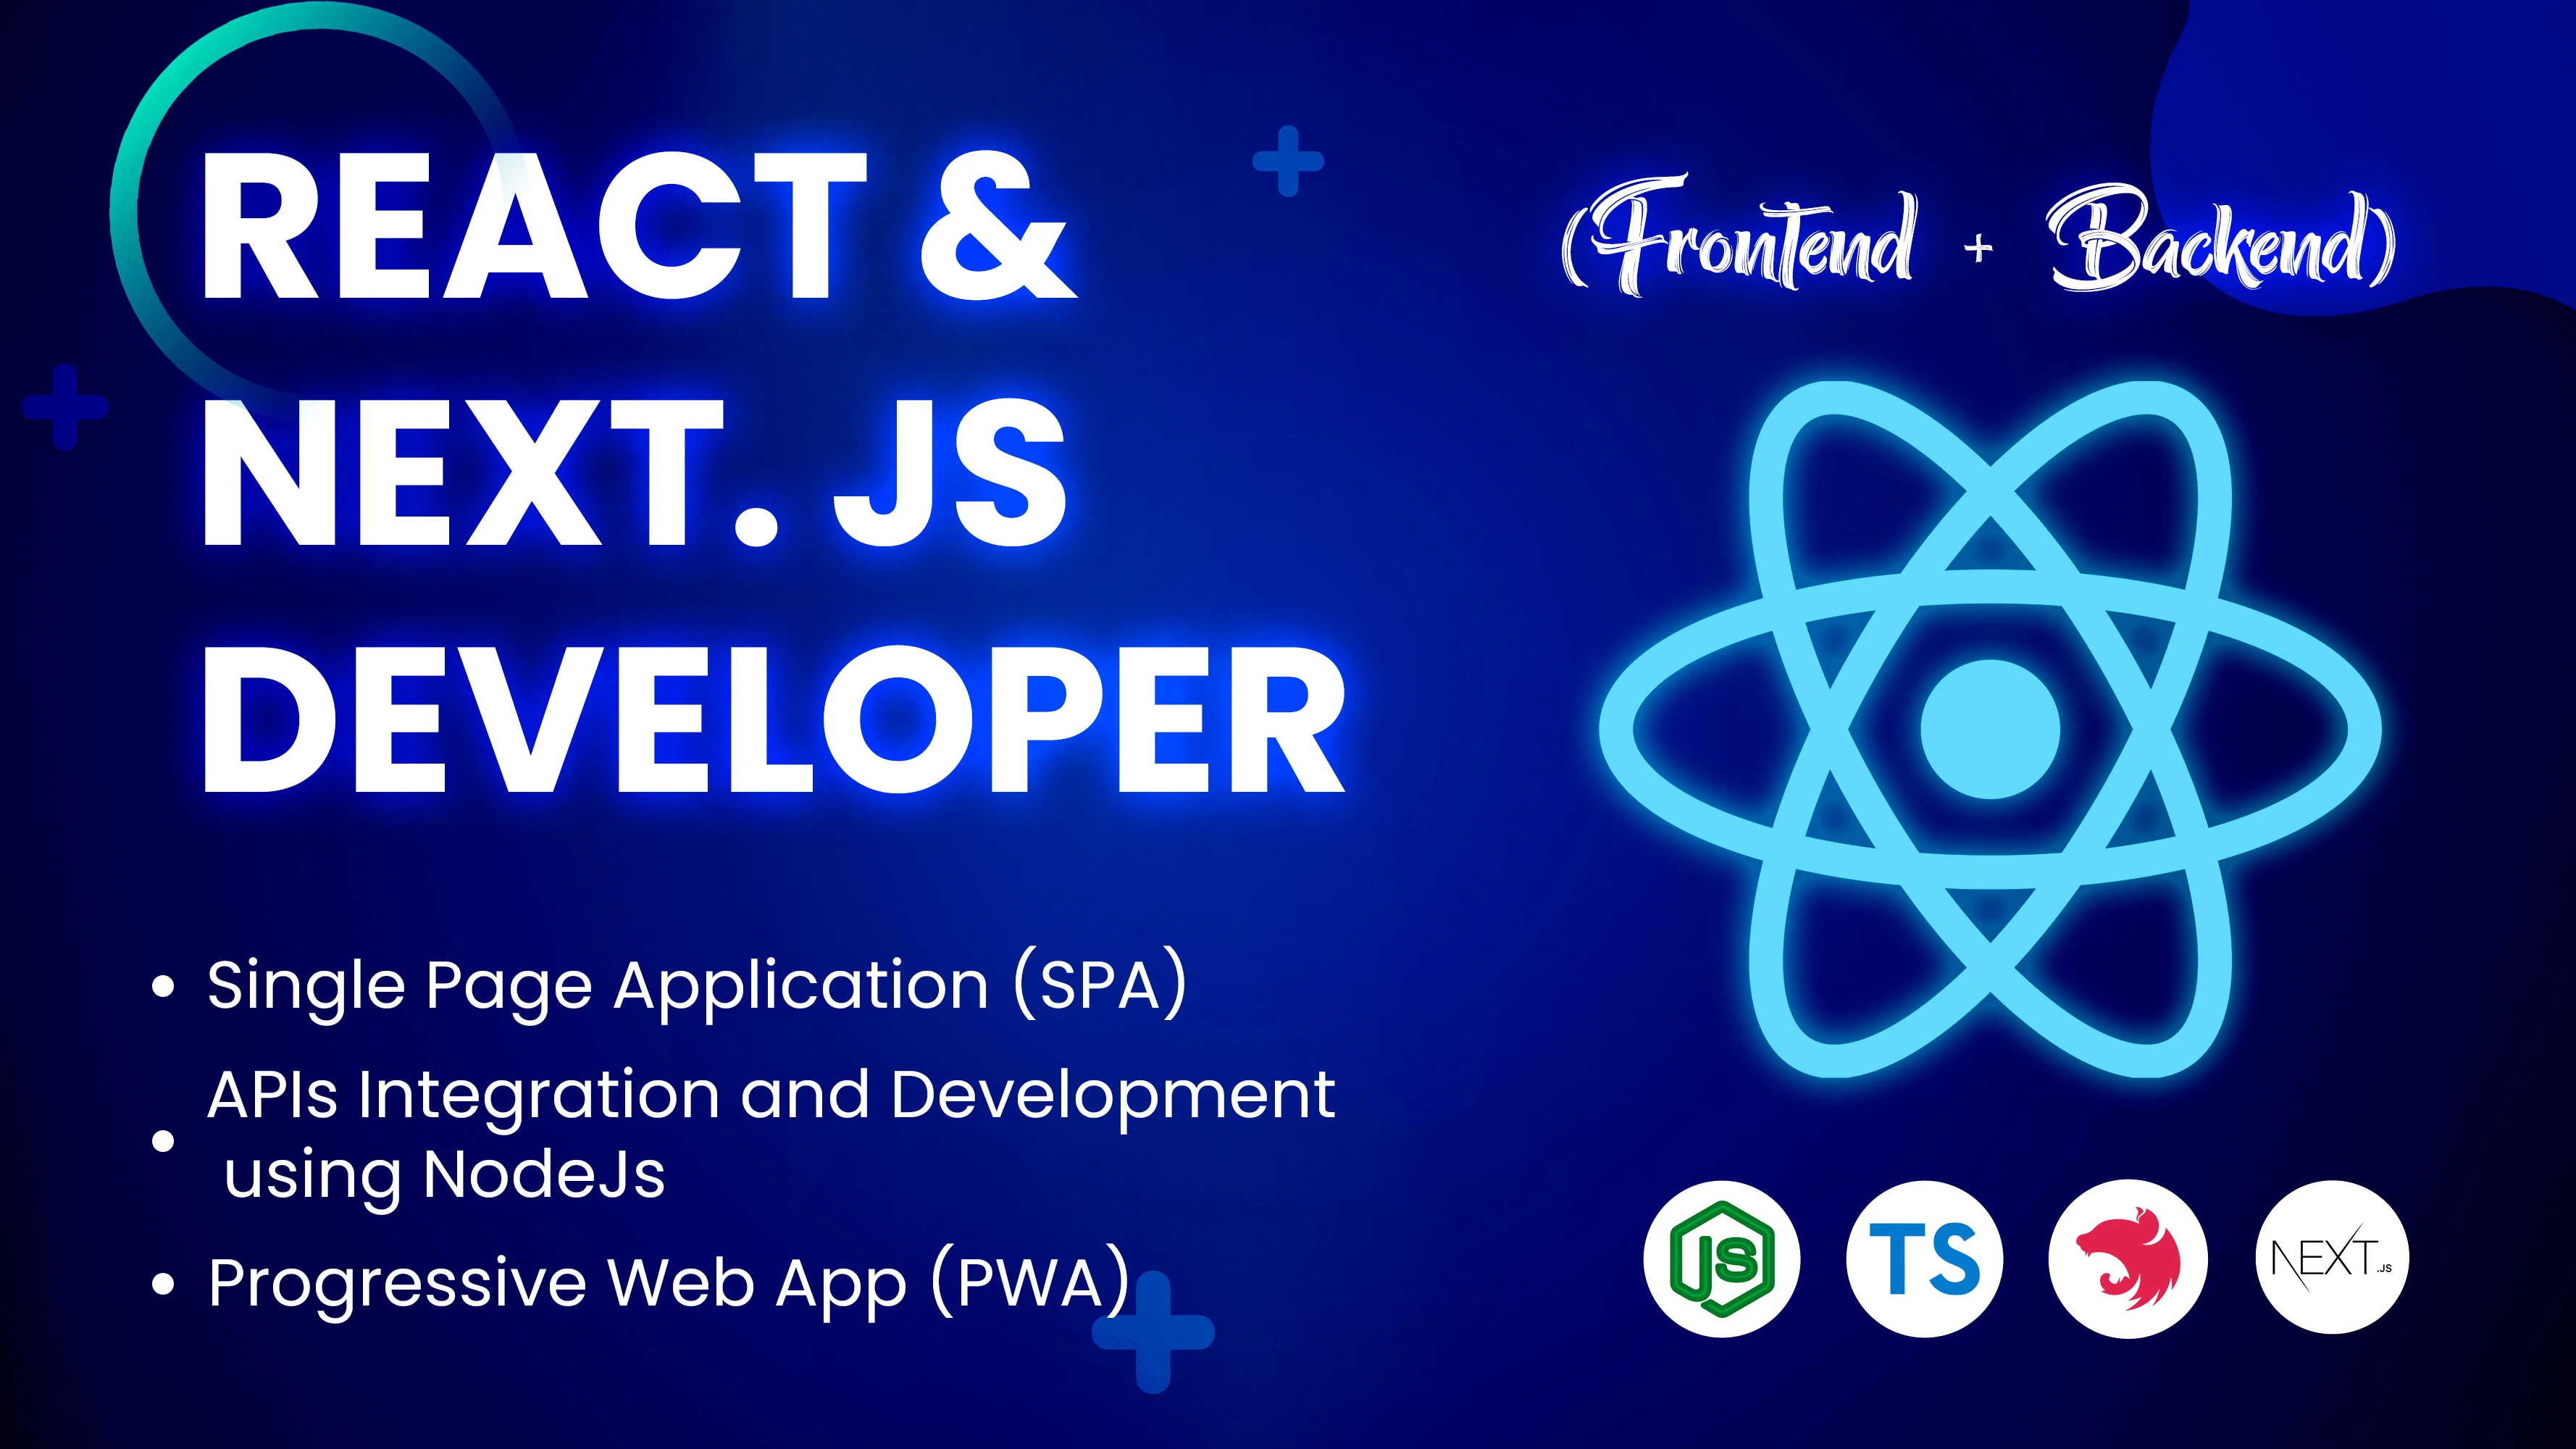 REACT &
NEXT. JS
DEVELOPER
(Frontend + Backend)
• Single Page Application (SPA)
• APIs Integration and Development
using NodeJs
• Progressive Web App (PWA)
JS
TS
NEXT.JS